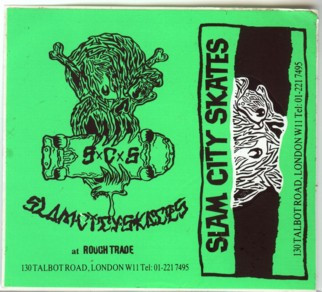 S×C×S
SLAM CITY SKATES
at ROUGH TRADE
130 TALBOT ROAD, LONDON W11 Tel: 01-221 7495
SLAM CITY SKATES
130 TALBOT ROAD, LONDON W11 Tel: 01-221 7495